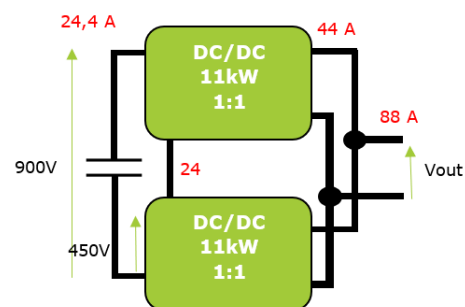 24,4 A
44 A
DC/DC
11kW
1:1
88 A
900V
24
Vout
450V
DC/DC
11kW
1:1